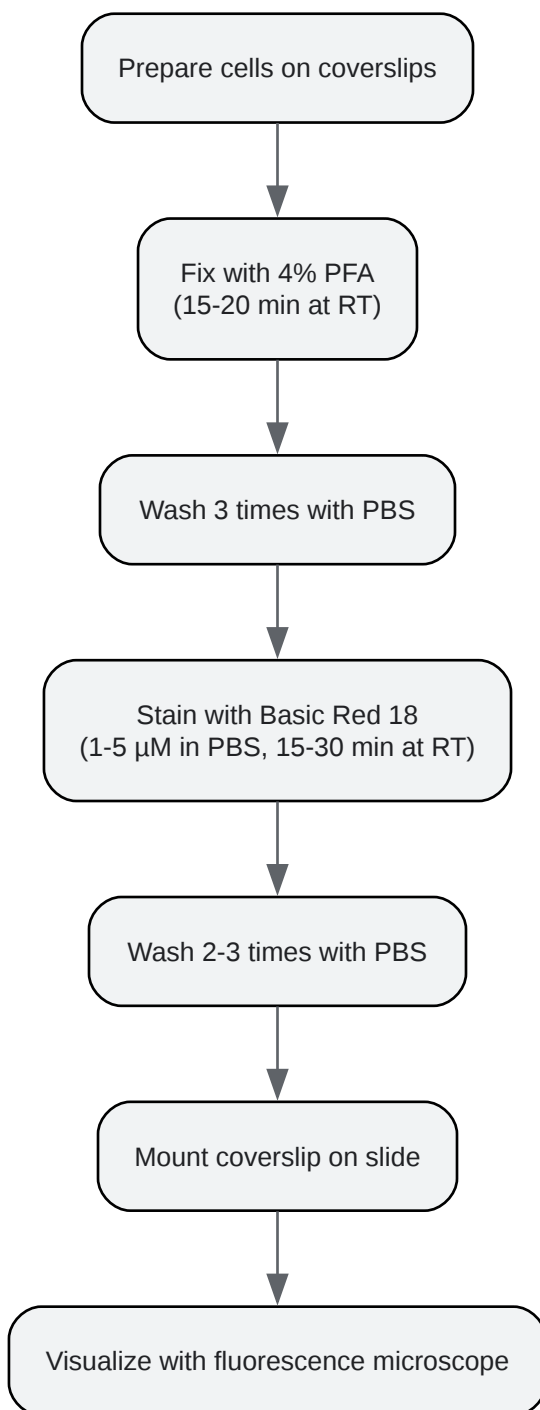 Prepare cells on coverslips
Fix with 4% PFA
(15-20 min at RT)
Wash 3 times with PBS
Stain with Basic Red 18
(1-5 µM in PBS, 15-30 min at RT)
Wash 2-3 times with PBS
Mount coverslip on slide
Visualize with fluorescence microscope